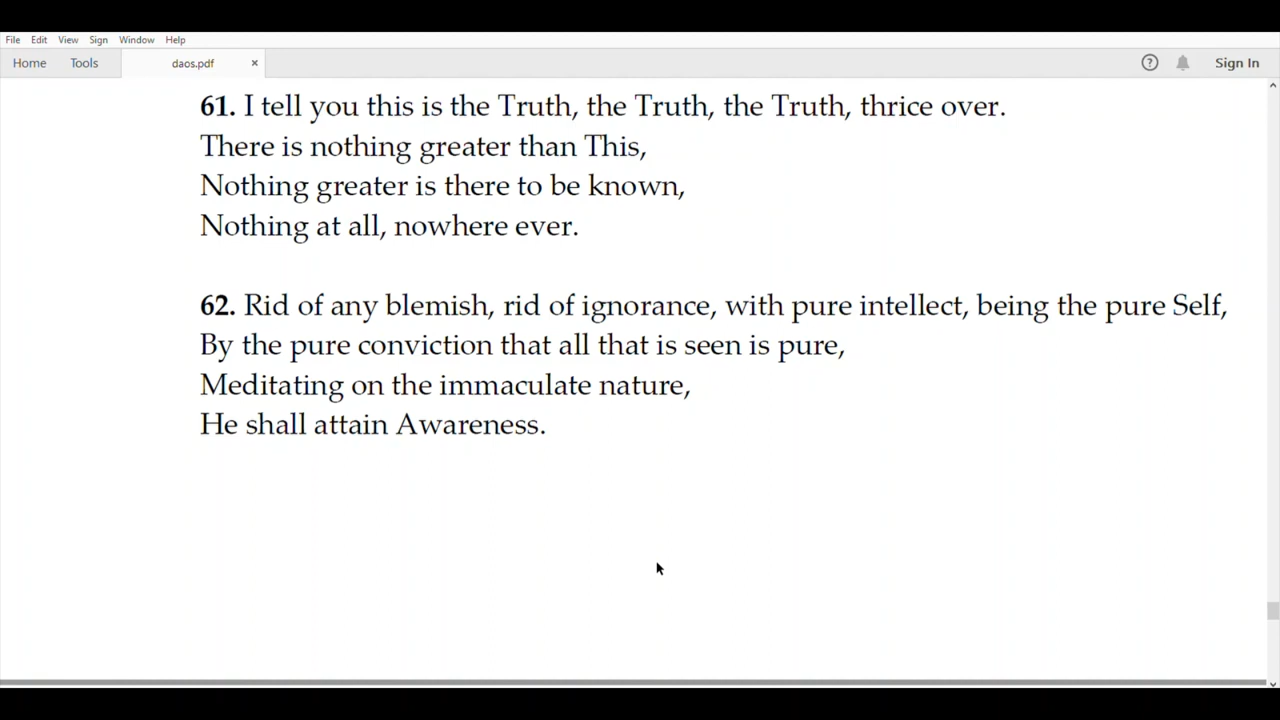 File Edit View Sign Window Help
Home Tools daos.pdf × ? Sign In
61. I tell you this is the Truth, the Truth, the Truth, thrice over.
There is nothing greater than This,
Nothing greater is there to be known,
Nothing at all, nowhere ever.
62. Rid of any blemish, rid of ignorance, with pure intellect, being the pure Self,
By the pure conviction that all that is seen is pure,
Meditating on the immaculate nature,
He shall attain Awareness.